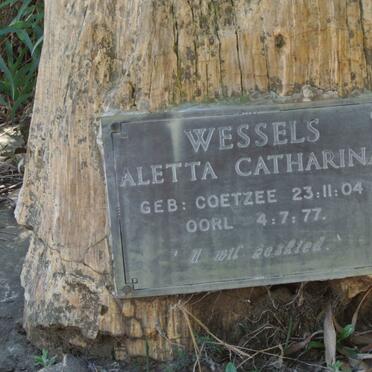 WESSELS
ALETTA CATHARINA
GEB: COETZEE 23:11:04
OORL 4:7:77.
'U wil geskied.'